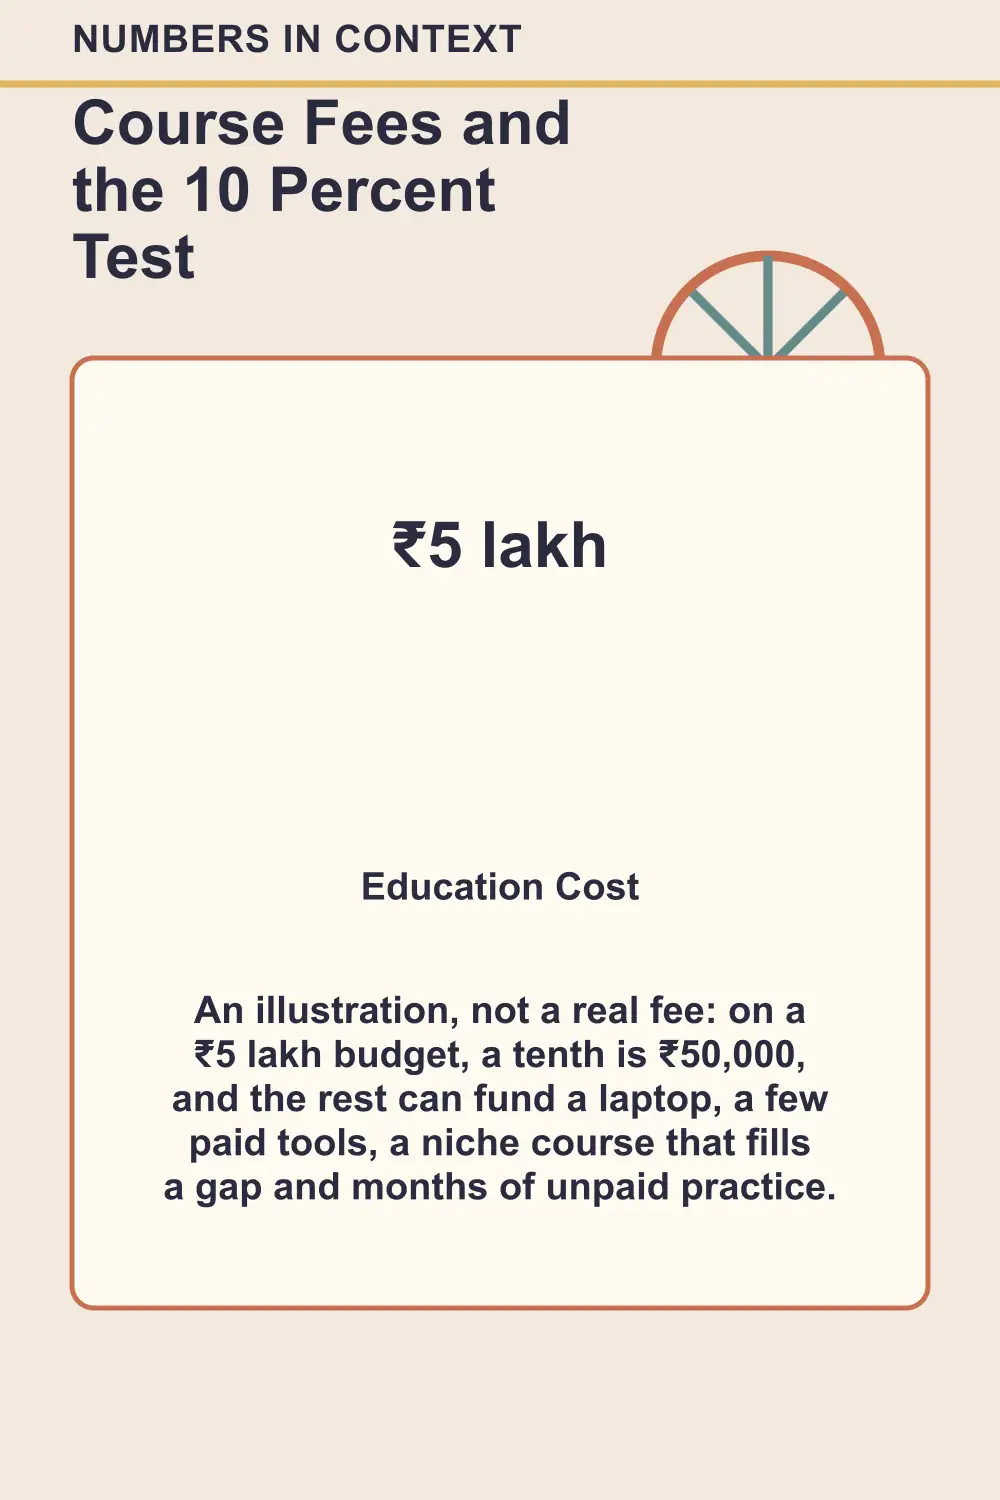 NUMBERS IN CONTEXT
Course Fees and
the 10 Percent
Test
₹5 lakh
Education Cost
An illustration, not a real fee: on a
₹5 lakh budget, a tenth is ₹50,000,
and the rest can fund a laptop, a few
paid tools, a niche course that fills
a gap and months of unpaid practice.